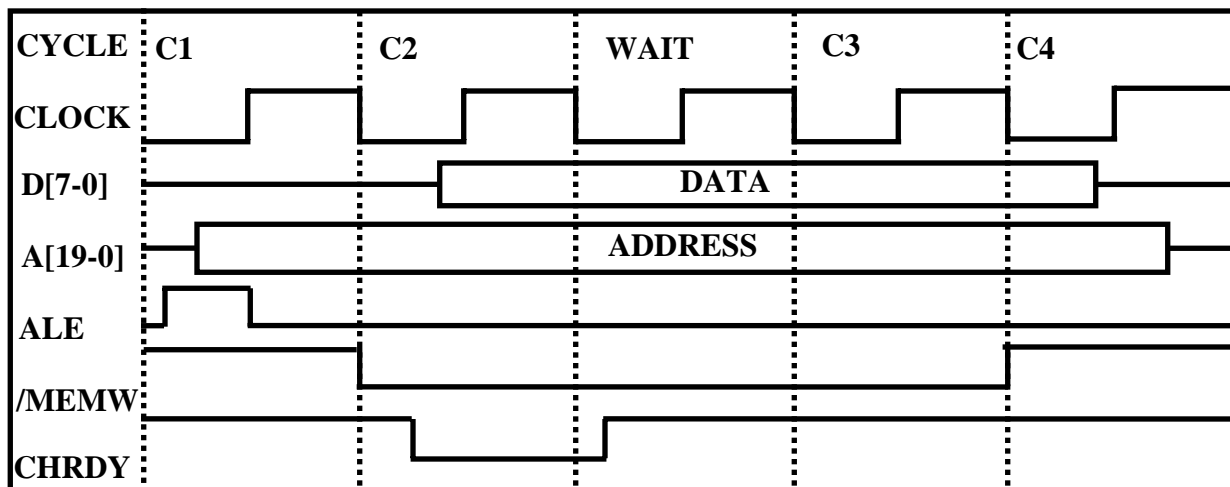 CYCLE C1 C2 WAIT C3 C4
CLOCK
D[7-0] DATA
A[19-0] ADDRESS
ALE
/MEMW
CHRDY